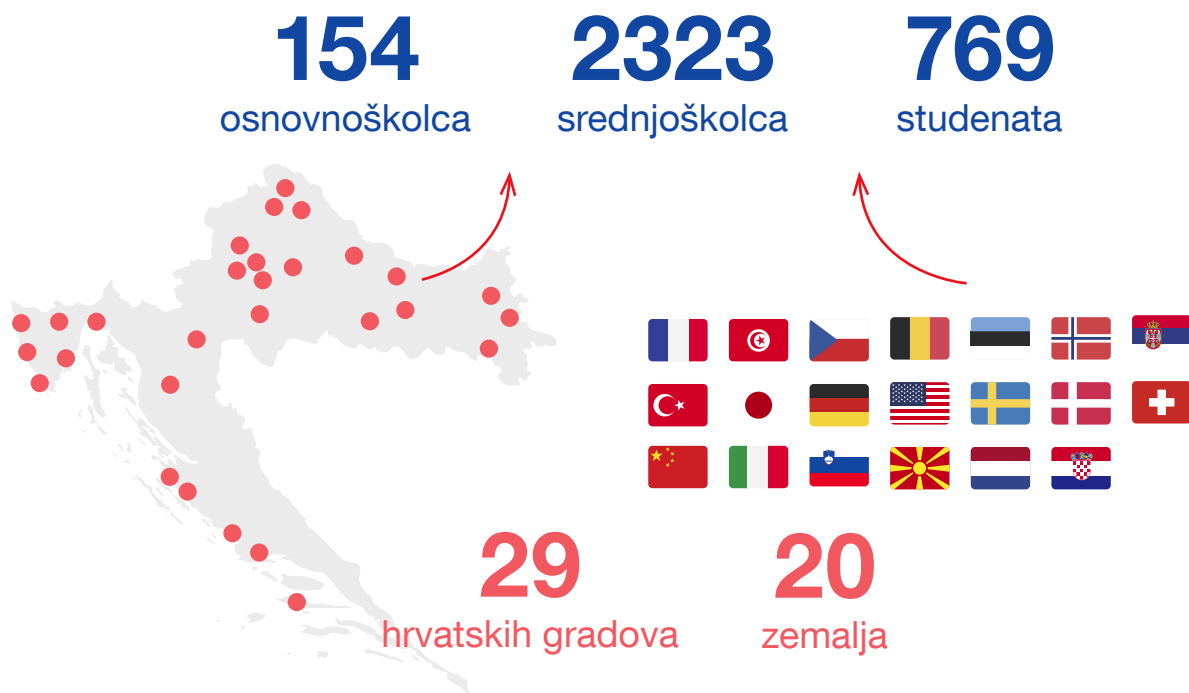 154
osnovnoškolca
2323
srednjoškolca
769
studenata
29
hrvatskih gradova
20
zemalja